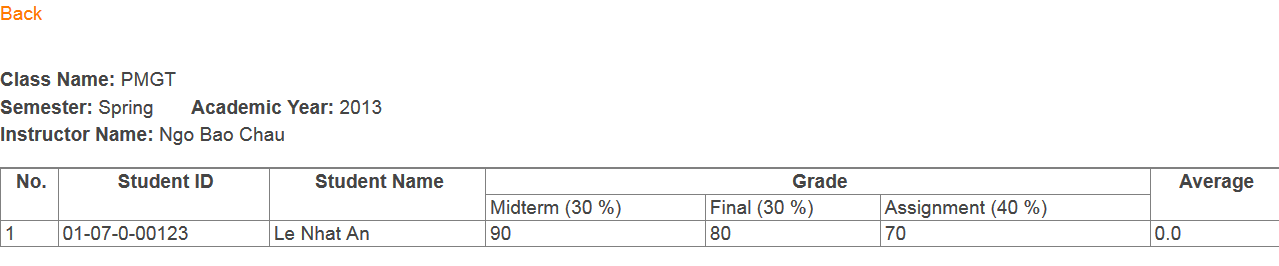 Back
Class Name: PMGT
Semester: Spring Academic Year: 2013
Instructor Name: Ngo Bao Chau
No. Student ID Student Name Grade Average
Midterm (30 %) Final (30 %) Assignment (40 %)
1 01-07-0-00123 Le Nhat An 90 80 70 0.0